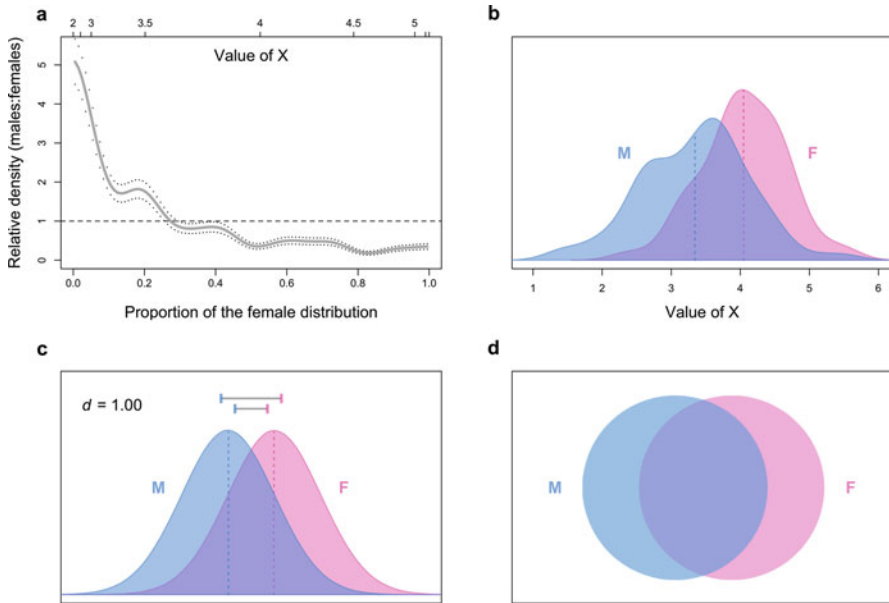 a
2 3 3.5 4 4.5 5
Value of X
Relative density (males:females)
5
4
3
2
1
0
0.0 0.2 0.4 0.6 0.8 1.0
Proportion of the female distribution
b
M
F
1 2 3 4 5 6
Value of X
c
d = 1.00
M
F
d
M
F